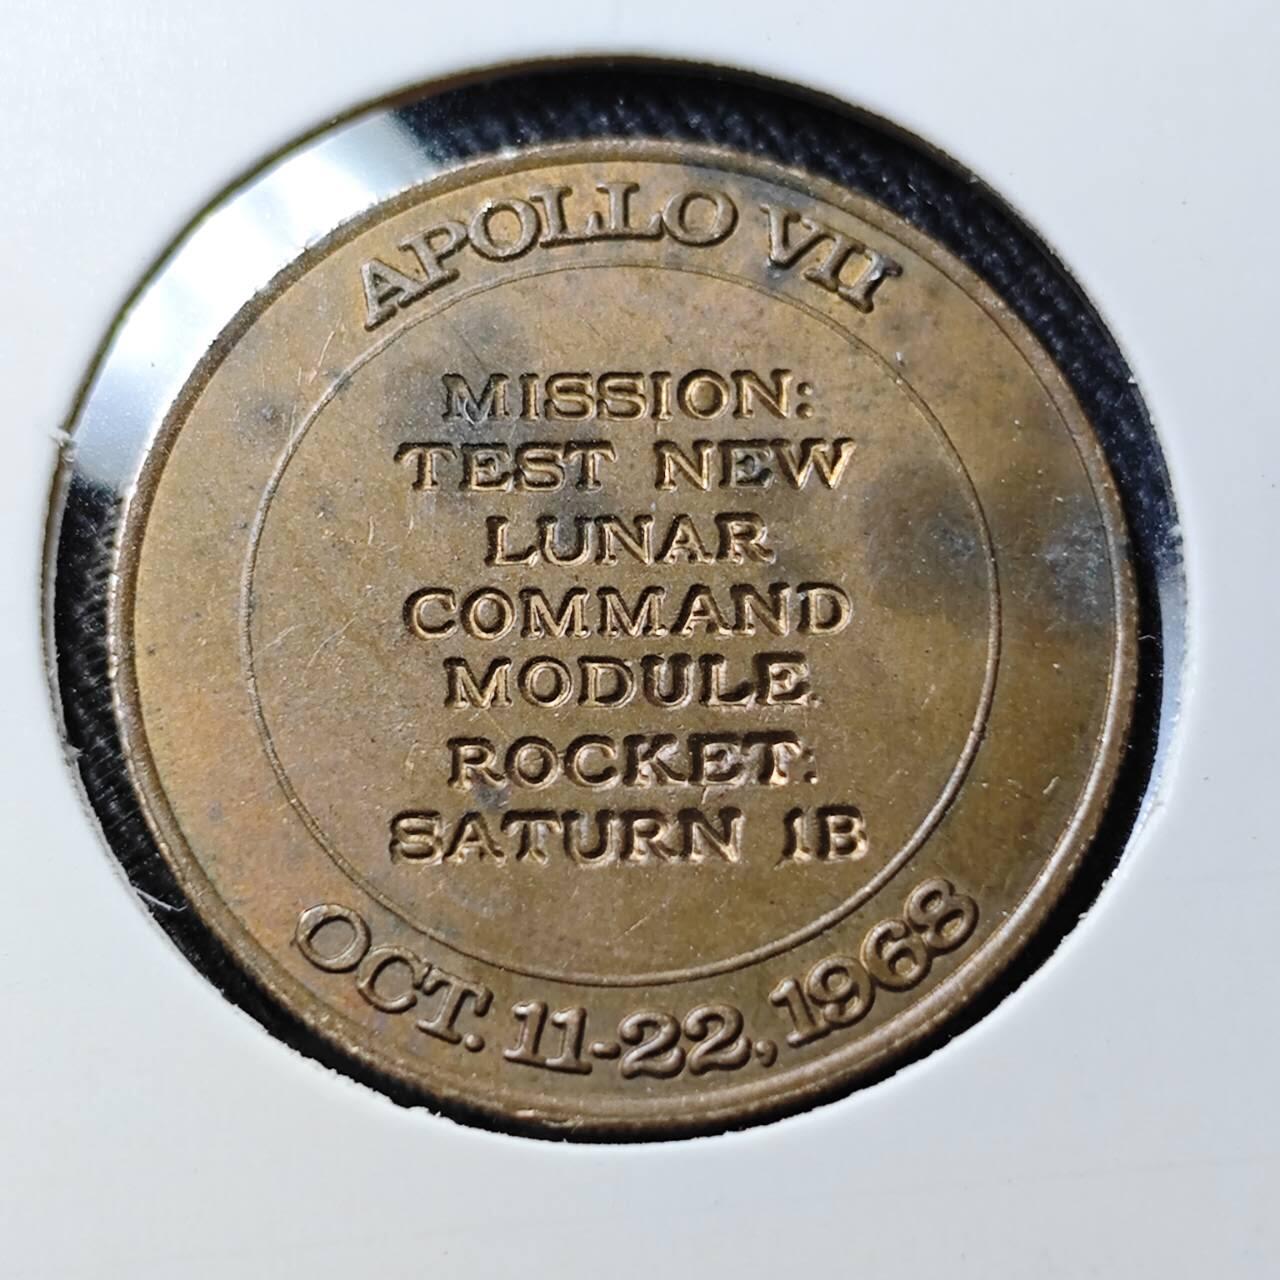 APOLLO VII
MISSION:
TEST NEW
LUNAR
COMMAND
MODULE.
ROCKET:
SATURN 1B
OCT. 11-22, 1968